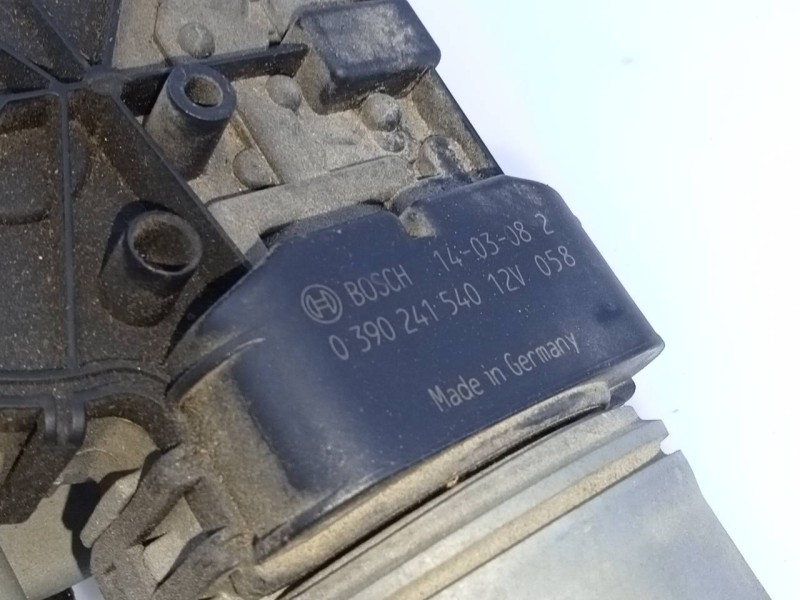 BOSCH 14-03-08 2
0 390 241 540 12V 058
Made in Germany